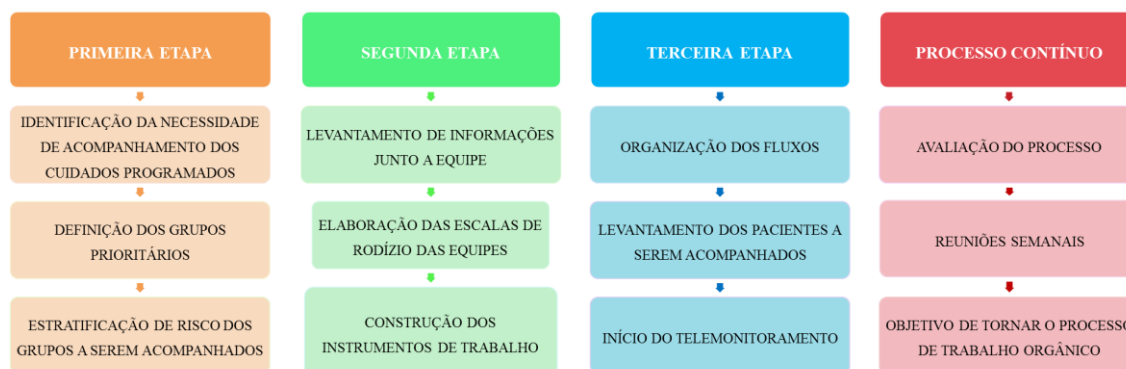 PRIMEIRA ETAPA
IDENTIFICAÇÃO DA NECESSIDADE
DE ACOMPANHAMENTO DOS
CUIDADOS PROGRAMADOS
DEFINIÇÃO DOS GRUPOS
PRIORITÁRIOS
ESTRATIFICAÇÃO DE RISCO DOS
GRUPOS A SEREM ACOMPANHADOS
SEGUNDA ETAPA
LEVANTAMENTO DE INFORMAÇÕES
JUNTO A EQUIPE
ELABORAÇÃO DAS ESCALAS DE
RODÍZIO DAS EQUIPES
CONSTRUÇÃO DOS
INSTRUMENTOS DE TRABALHO
TERCEIRA ETAPA
ORGANIZAÇÃO DOS FLUXOS
LEVANTAMENTO DOS PACIENTES A
SEREM ACOMPANHADOS
INÍCIO DO TELEMONITORAMENTO
PROCESSO CONTÍNUO
AVALIAÇÃO DO PROCESSO
REUNIÕES SEMANAIS
OBJETIVO DE TORNAR O PROCESSO
DE TRABALHO ORGÂNICO